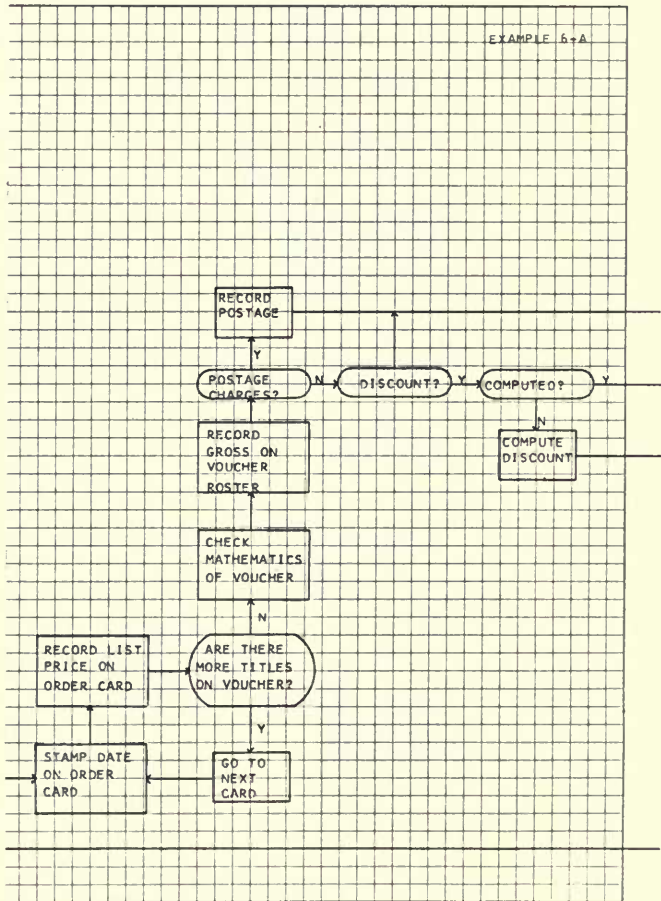 EXAMPLE 6-A
RECORD
POSTAGE
Y
POSTAGE
CHARGES?
N
DISCOUNT?
Y
COMPUTED?
Y
N
COMPUTE
DISCOUNT
RECORD
GROSS ON
VOUCHER
ROSTER
CHECK
MATHEMATICS
OF VOUCHER
N
RECORD LIST
PRICE ON
ORDER CARD
ARE THERE
MORE TITLES
ON VOUCHER?
Y
STAMP DATE
ON ORDER
CARD
GO TO
NEXT
CARD